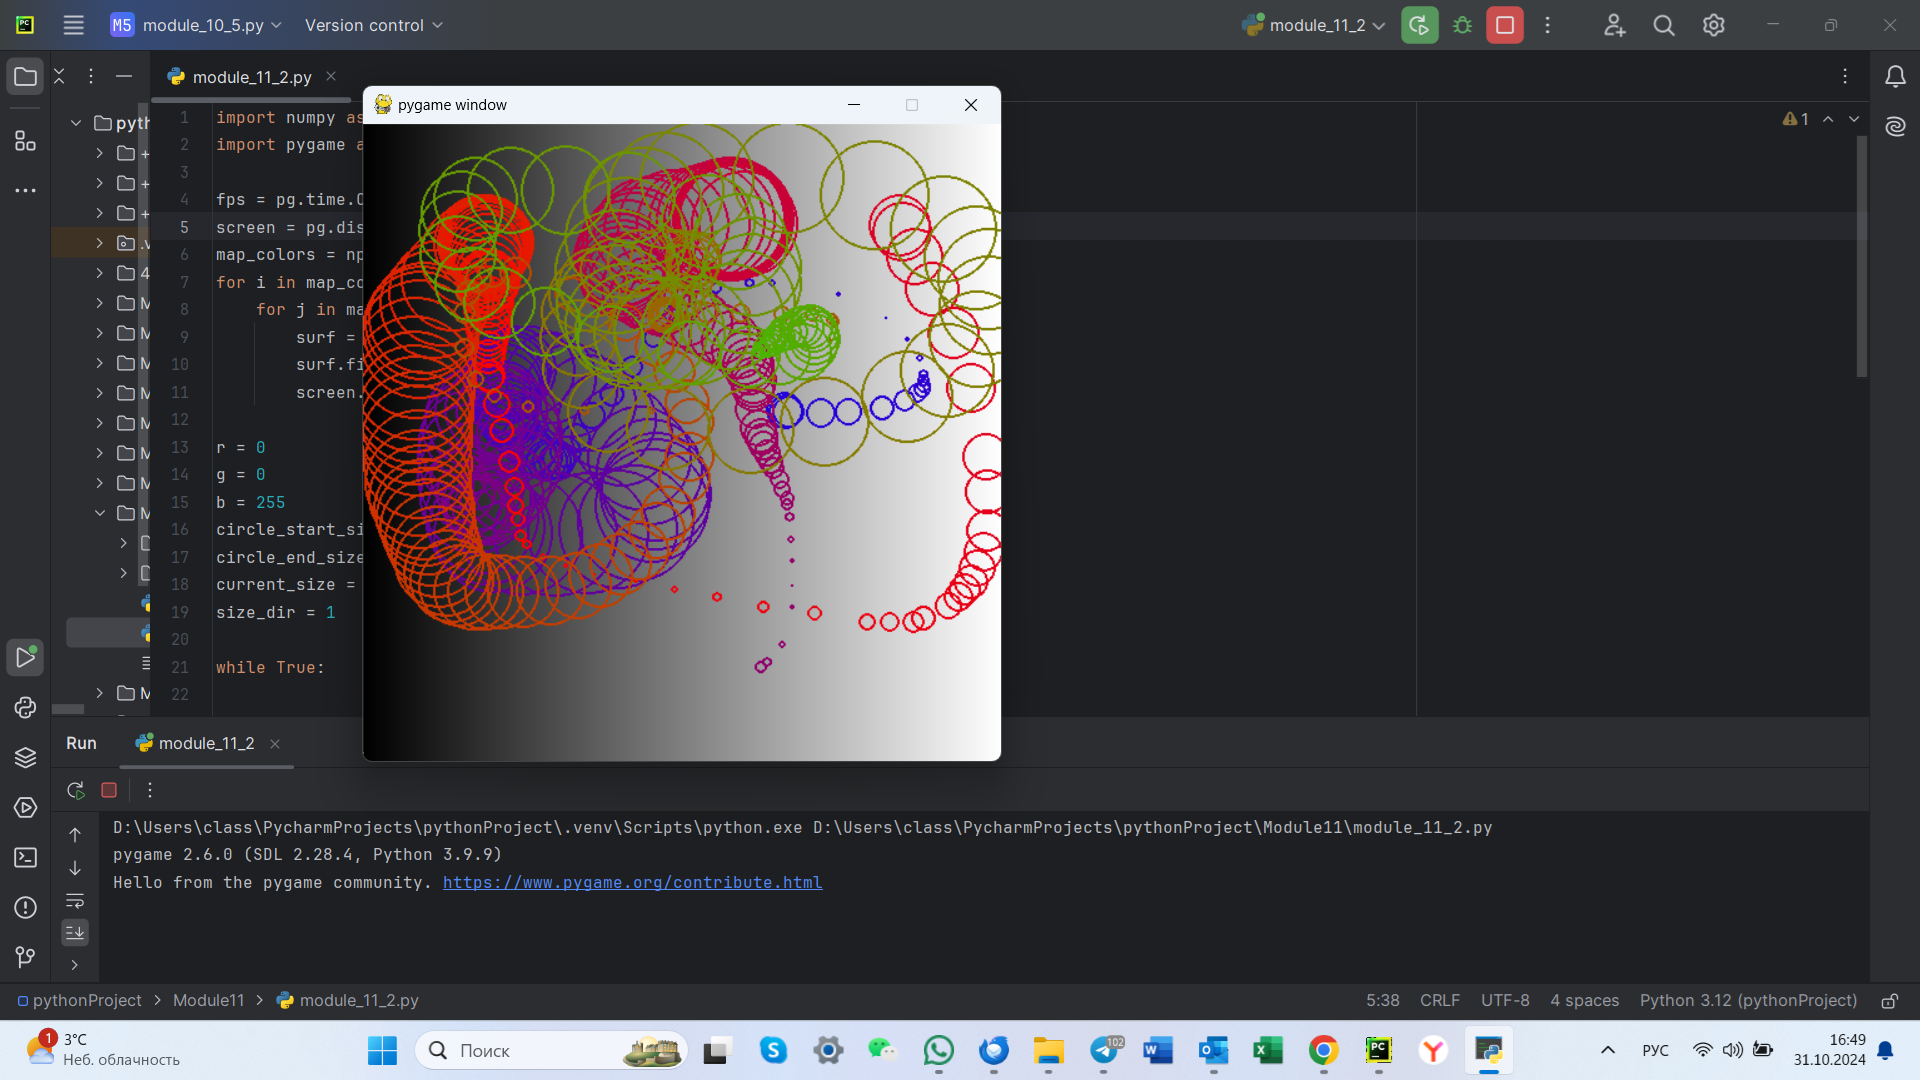 M5 module_10_5.py Version control module_11_2
module_11_2.py
pygame window
pyth
1 import numpy as
2 import pygame a
3
4 fps = pg.time.C
5 screen = pg.dis
6 map_colors = np
7 for i in map_co
8 for j in ma
9 surf =
10 surf.fi
11 screen.
12
13 r = 0
14 g = 0
15 b = 255
16 circle_start_si
17 circle_end_size
18 current_size =
19 size_dir = 1
20
21 while True:
22
1
Run module_11_2
D:\Users\class\PycharmProjects\pythonProject\.venv\Scripts\python.exe D:\Users\class\PycharmProjects\pythonProject\Module11\module_11_2.py
pygame 2.6.0 (SDL 2.28.4, Python 3.9.9)
Hello from the pygame community. https://www.pygame.org/contribute.html
pythonProject > Module11 > module_11_2.py
5:38 CRLF UTF-8 4 spaces Python 3.12 (pythonProject)
1 3°C
Неб. облачность
Поиск
102
РУС
16:49
31.10.2024